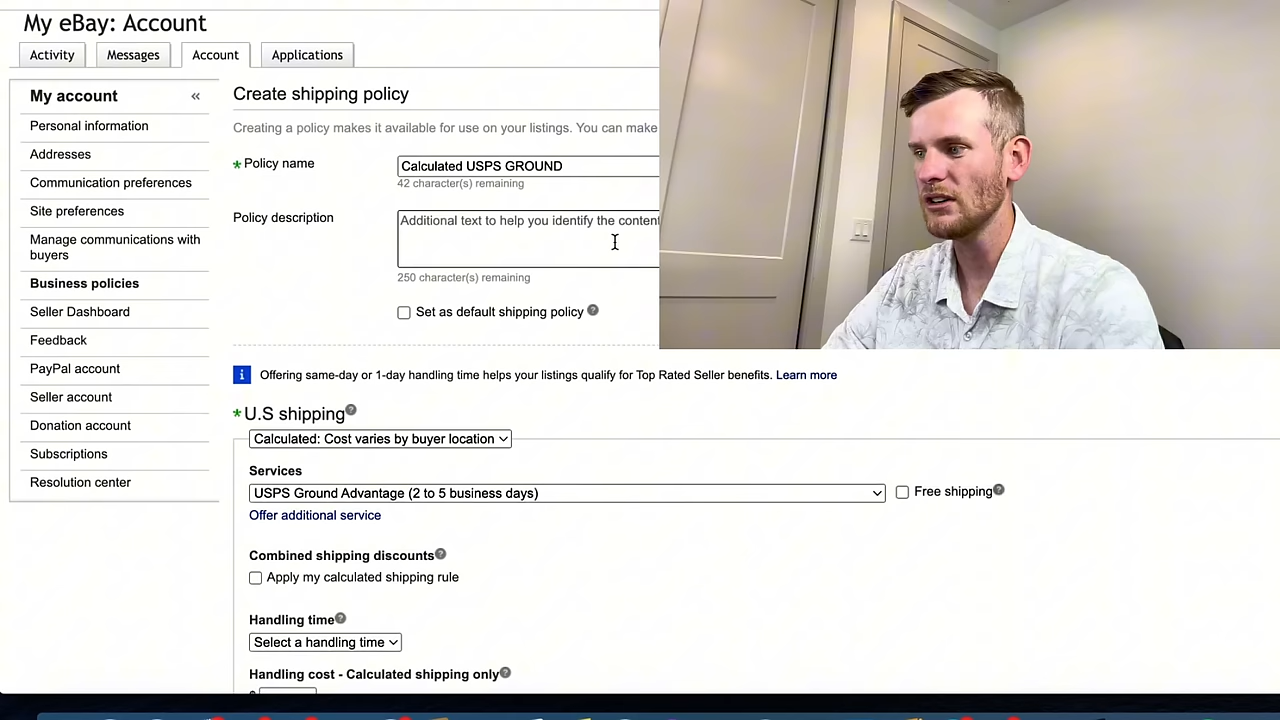 My eBay: Account
Activity
Messages
Account
Applications
My account
«
Personal information
Addresses
Communication preferences
Site preferences
Manage communications with
buyers
Business policies
Seller Dashboard
Feedback
PayPal account
Seller account
Donation account
Subscriptions
Resolution center
Create shipping policy
Creating a policy makes it available for use on your listings. You can make
* Policy name
Calculated USPS GROUND
42 character(s) remaining
Policy description
Additional text to help you identify the content
250 character(s) remaining
Set as default shipping policy ?
i Offering same-day or 1-day handling time helps your listings qualify for Top Rated Seller benefits. Learn more
* U.S shipping ?
Calculated: Cost varies by buyer location
Services
USPS Ground Advantage (2 to 5 business days)
Free shipping ?
Offer additional service
Combined shipping discounts ?
Apply my calculated shipping rule
Handling time ?
Select a handling time
Handling cost - Calculated shipping only ?